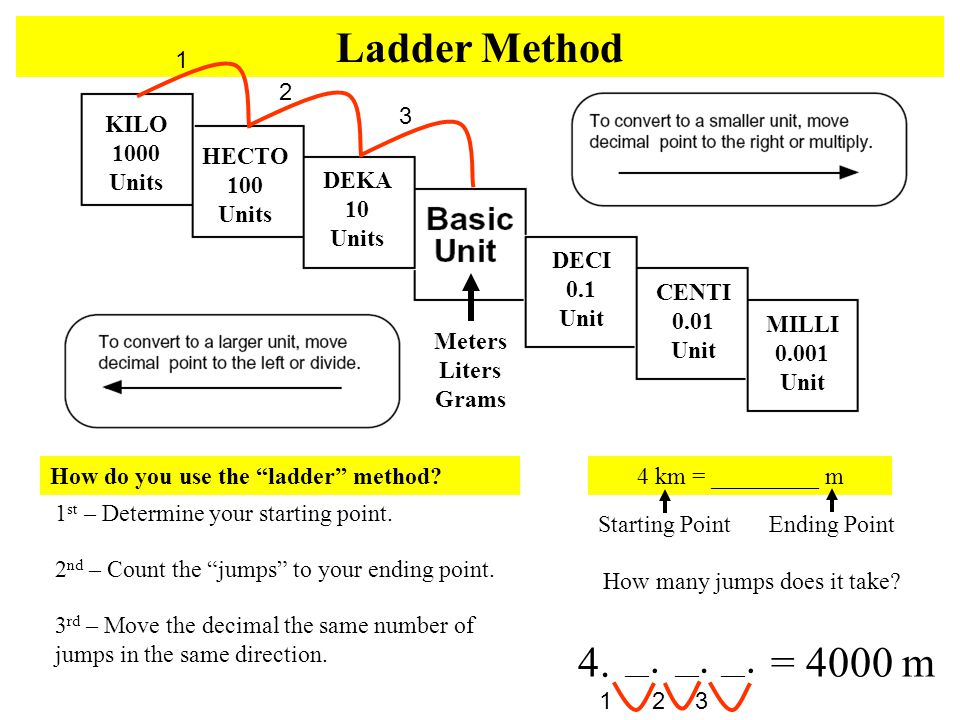 Ladder Method
1
2
3
KILO
1000
Units
HECTO
100
Units
DEKA
10
Units
Basic
Unit
DECI
0.1
Unit
CENTI
0.01
Unit
MILLI
0.001
Unit
To convert to a smaller unit, move
decimal point to the right or multiply.
To convert to a larger unit, move
decimal point to the left or divide.
Meters
Liters
Grams
How do you use the “ladder” method?
1st – Determine your starting point.
2nd – Count the “jumps” to your ending point.
3rd – Move the decimal the same number of
jumps in the same direction.
4 km = _________ m
Starting Point Ending Point
How many jumps does it take?
4. __. __. __. = 4000 m
1 2 3